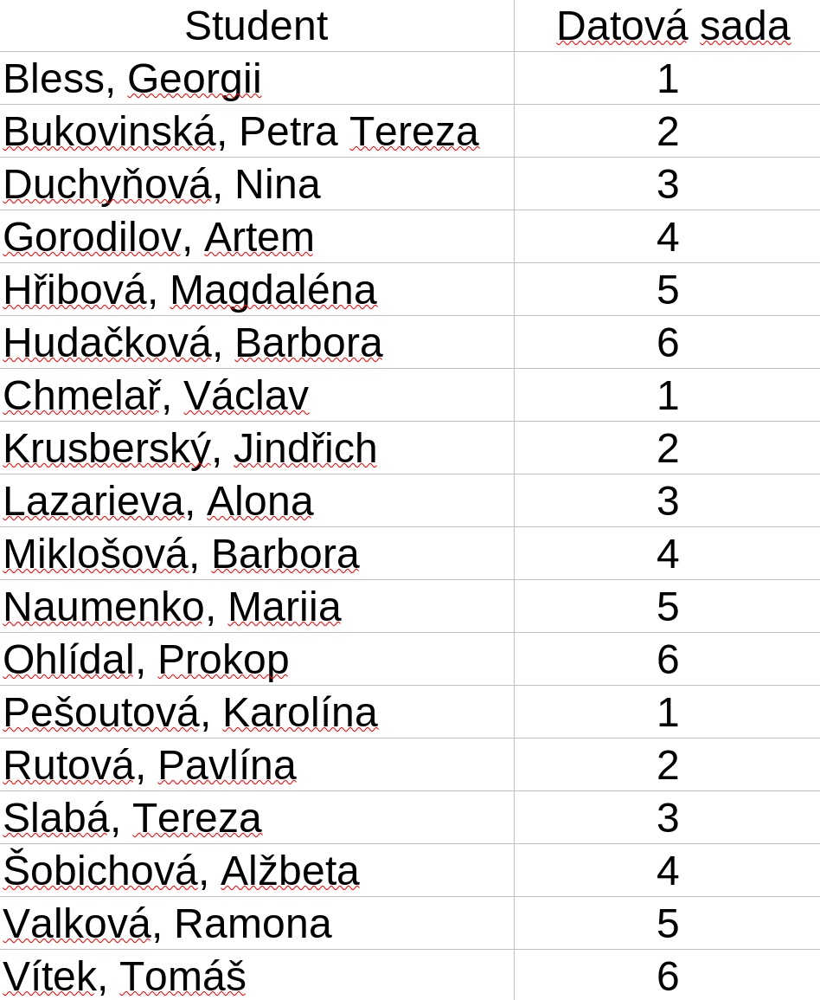 Student Datová sada
Bless, Georgii 1
Bukovinská, Petra Tereza 2
Duchyňová, Nina 3
Gorodilov, Artem 4
Hřibová, Magdaléna 5
Hudačková, Barbora 6
Chmelař, Václav 1
Krusberský, Jindřich 2
Lazarieva, Alona 3
Miklošová, Barbora 4
Naumenko, Mariia 5
Ohlídal, Prokop 6
Pešoutová, Karolína 1
Rutová, Pavlína 2
Slabá, Tereza 3
Šobichová, Alžbeta 4
Valková, Ramona 5
Vítek, Tomáš 6